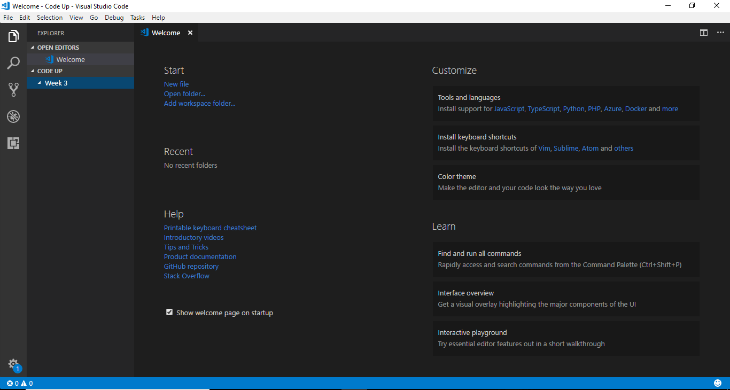 Welcome - Code Up - Visual Studio Code
File Edit Selection View Go Debug Tasks Help
EXPLORER
OPEN EDITORS
Welcome
CODE UP
Week 3
Welcome
Start
New file
Open folder...
Add workspace folder...
Recent
No recent folders
Help
Printable keyboard cheatsheet
Introductory videos
Tips and Tricks
Product documentation
GitHub repository
Stack Overflow
Show welcome page on startup
Customize
Tools and languages
Install support for JavaScript, TypeScript, Python, PHP, Azure, Docker and more
Install keyboard shortcuts
Install the keyboard shortcuts of Vim, Sublime, Atom and others
Color theme
Make the editor and your code look the way you love
Learn
Find and run all commands
Rapidly access and search commands from the Command Palette (Ctrl+Shift+P)
Interface overview
Get a visual overlay highlighting the major components of the UI
Interactive playground
Try essential editor features out in a short walkthrough
1
0 0